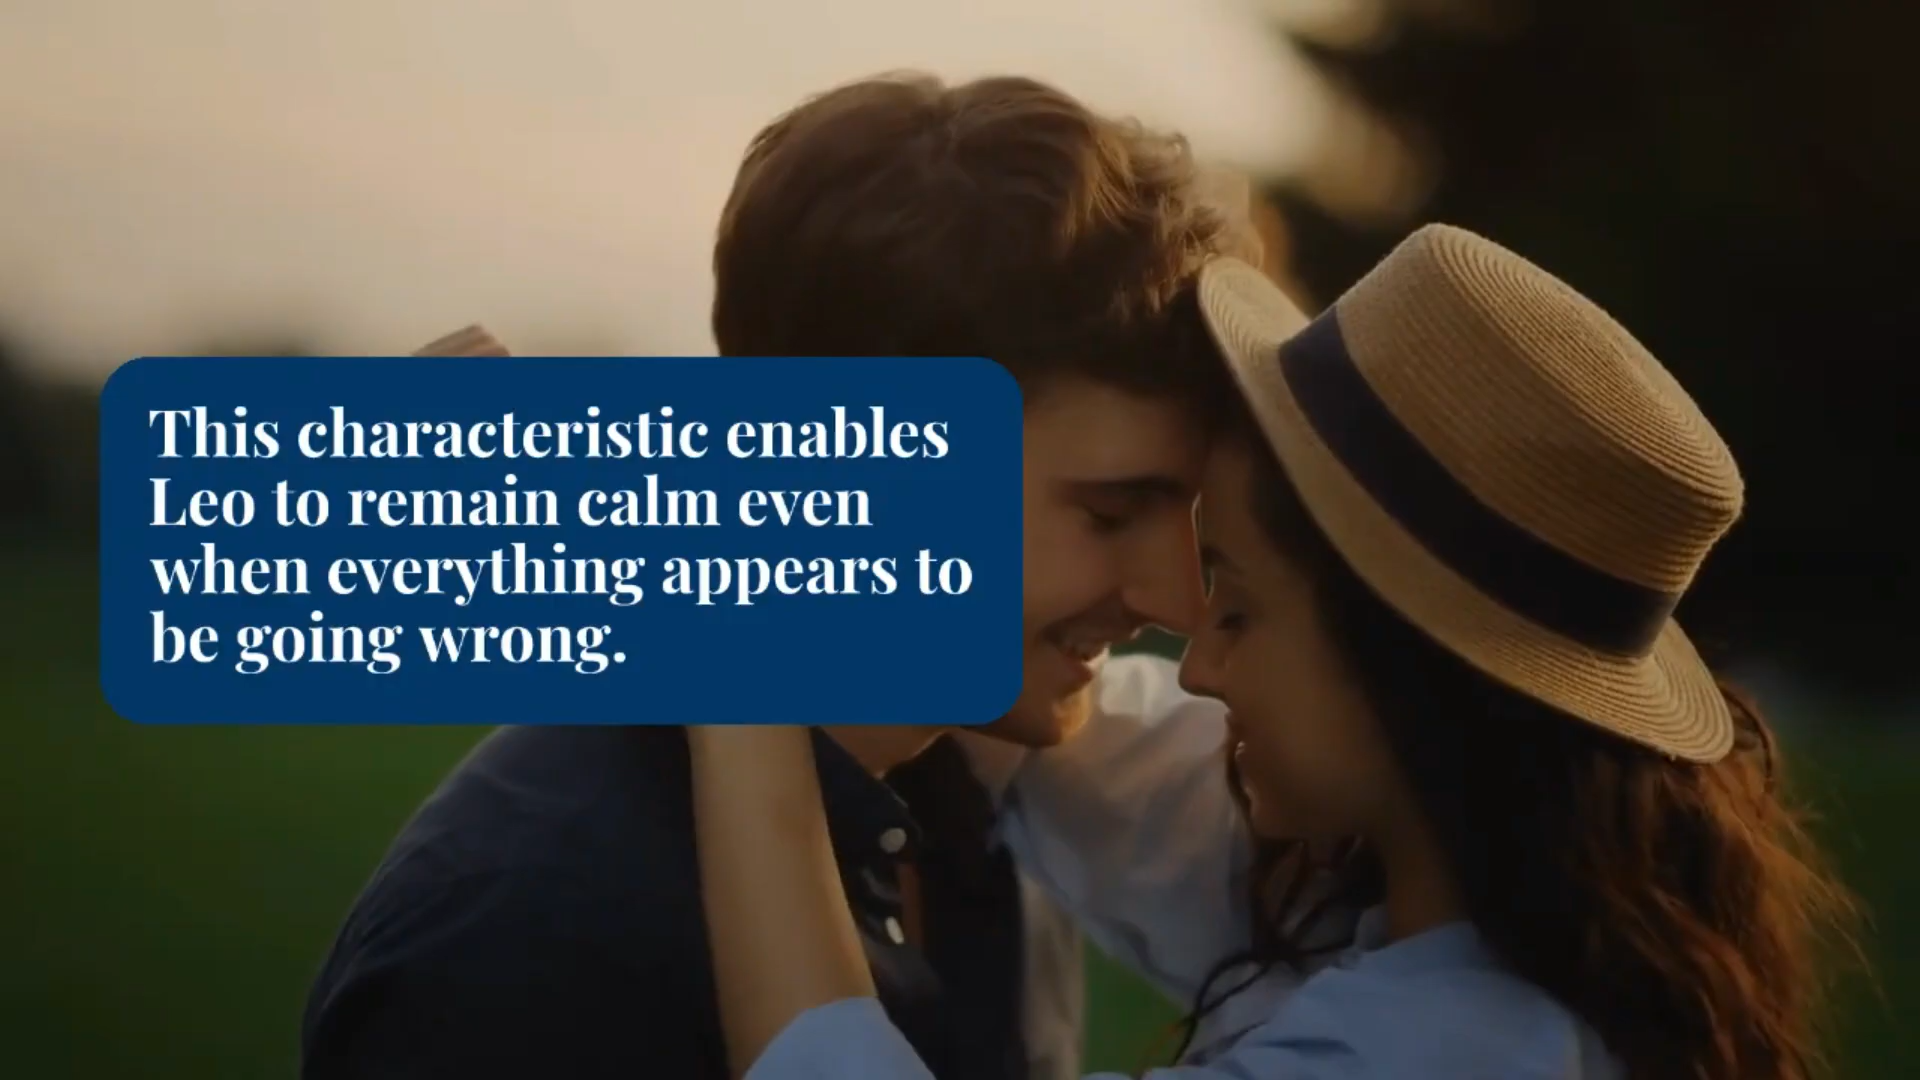 This characteristic enables
Leo to remain calm even
when everything appears to
be going wrong.